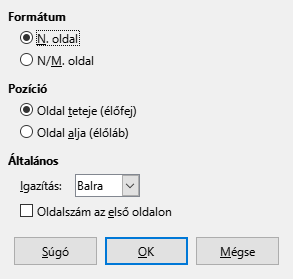 Formátum
N. oldal
N/M. oldal
Pozíció
Oldal teteje (élőfej)
Oldal alja (élőláb)
Általános
Igazítás: Balra
Oldalszám az első oldalon
Súgó OK Mégse